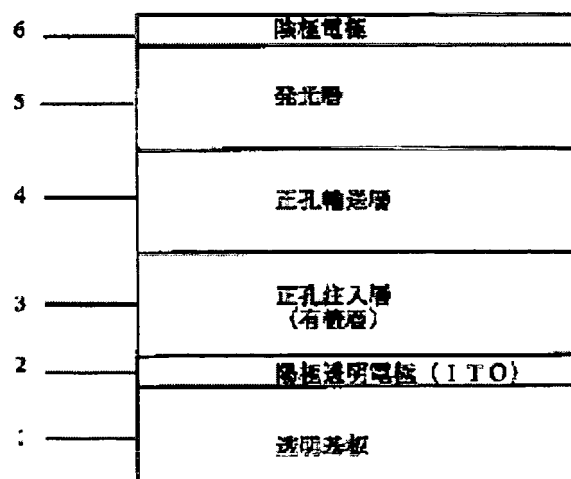 6 陰極電極
5 発光層
4 正孔輸送層
3 正孔注入層
(有機層)
2 陽極透明電極 (ITO)
1 透明基板